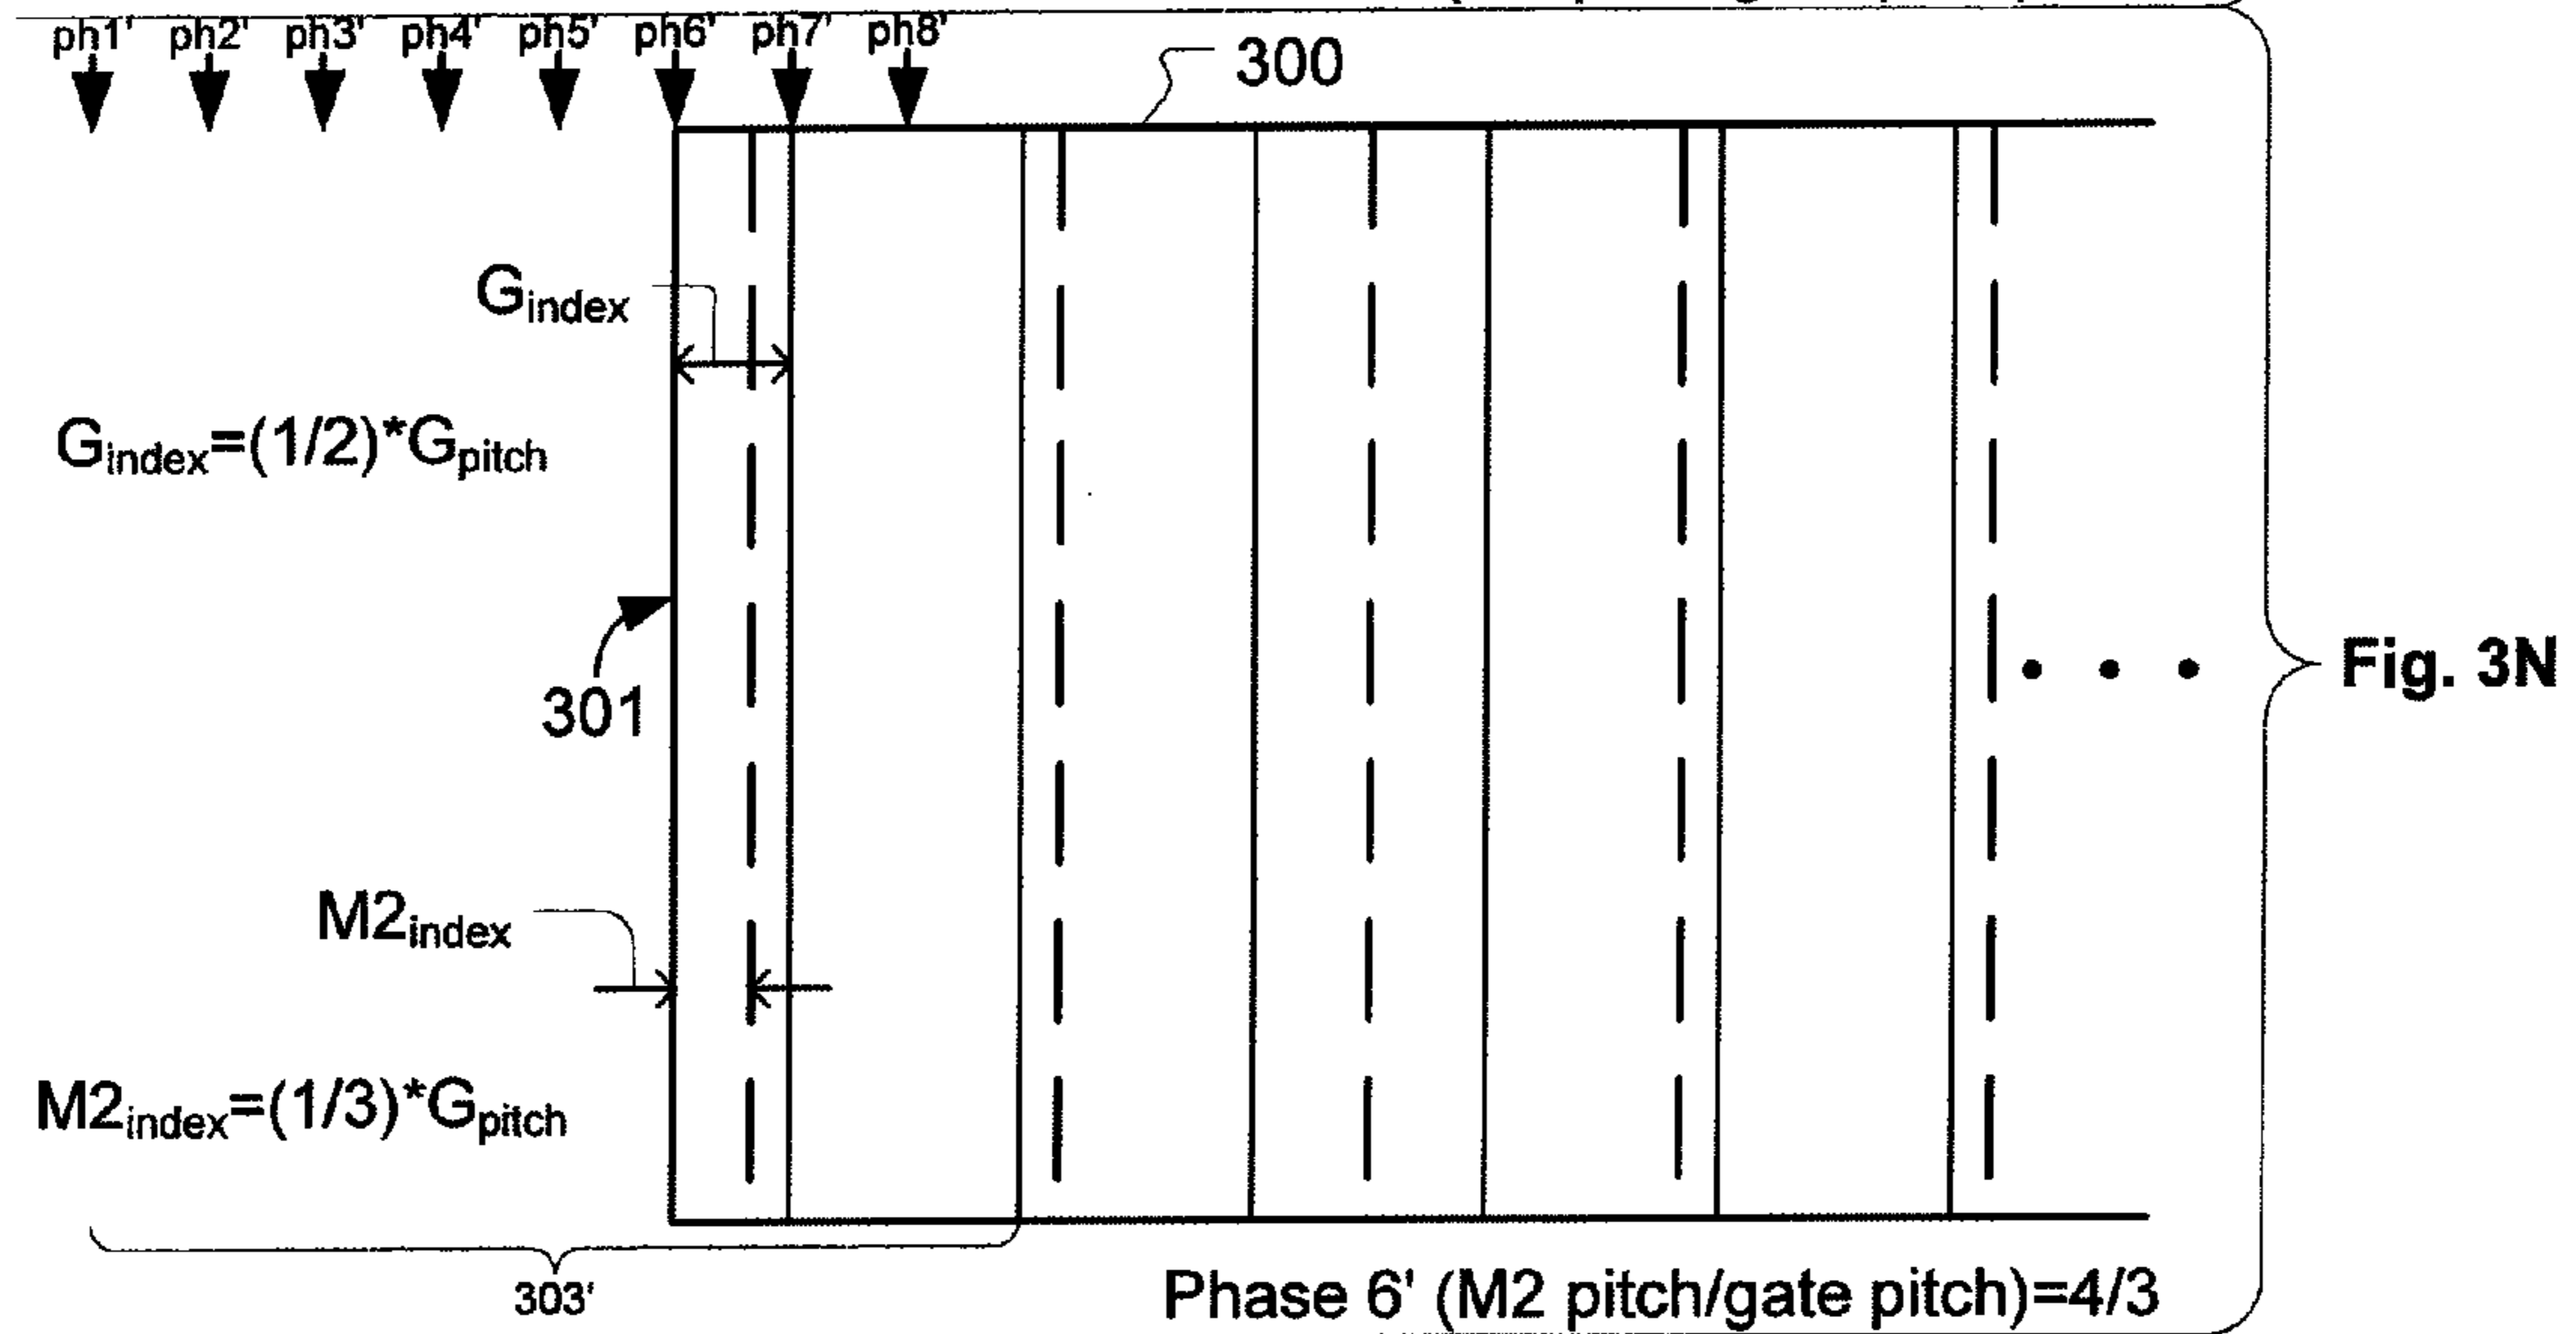 ph1' ph2' ph3' ph4' ph5' ph6' ph7' ph8'
300
Gindex
Gindex=(1/2)*Gpitch
301
Fig. 3N
M2index
M2index=(1/3)*Gpitch
303'
Phase 6' (M2 pitch/gate pitch)=4/3